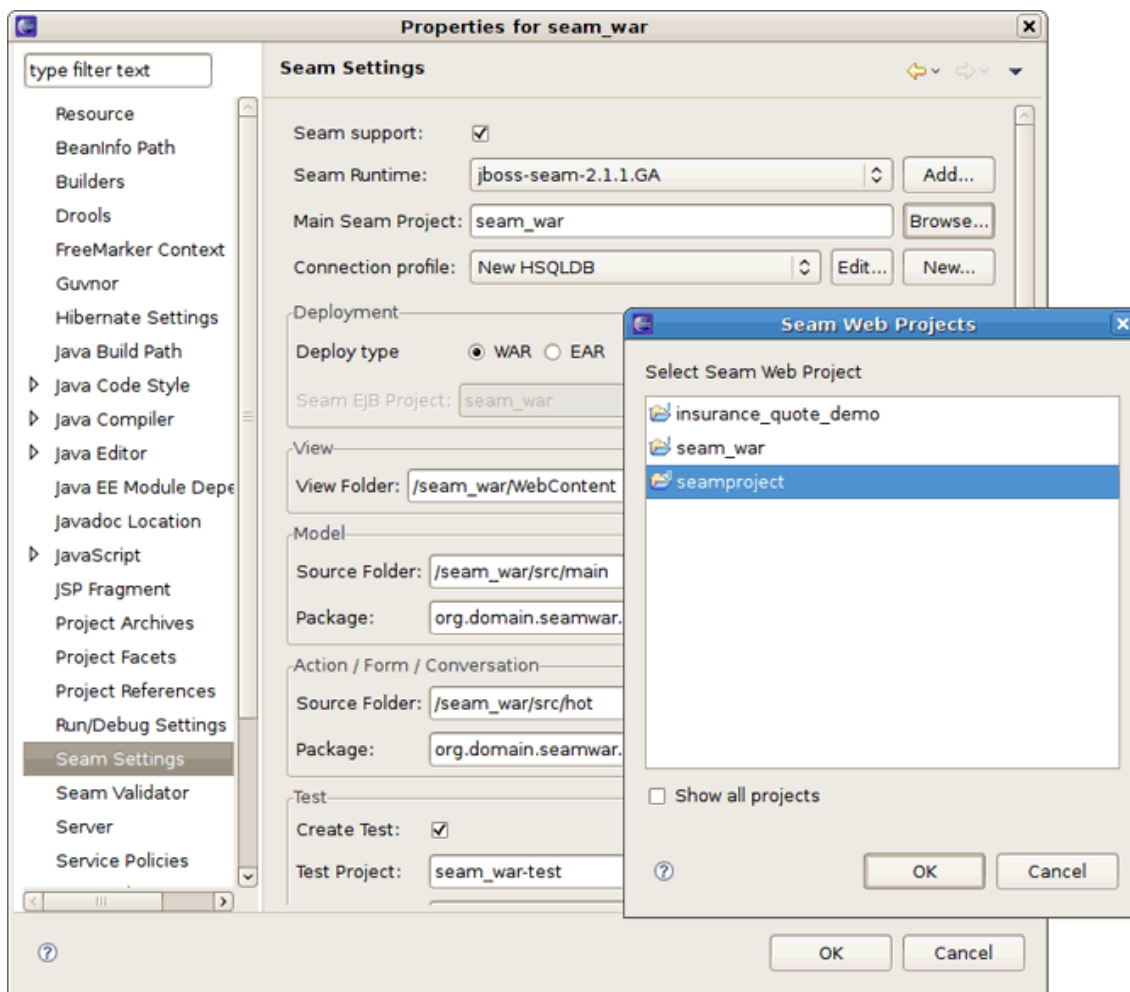 Properties for seam_war
type filter text
Resource
BeanInfo Path
Builders
Drools
FreeMarker Context
Guvnor
Hibernate Settings
Java Build Path
Java Code Style
Java Compiler
Java Editor
Java EE Module Depe
Javadoc Location
JavaScript
JSP Fragment
Project Archives
Project Facets
Project References
Run/Debug Settings
Seam Settings
Seam Validator
Server
Service Policies
Seam Settings
Seam support:
Seam Runtime: jboss-seam-2.1.1.GA Add...
Main Seam Project: seam_war Browse...
Connection profile: New HSQLDB Edit... New...
Deployment
Deploy type WAR EAR
Seam EJB Project: seam_war
View
View Folder: /seam_war/WebContent
Model
Source Folder: /seam_war/src/main
Package: org.domain.seamwar.
Action / Form / Conversation
Source Folder: /seam_war/src/hot
Package: org.domain.seamwar.
Test
Create Test:
Test Project: seam_war-test
OK Cancel
Seam Web Projects
Select Seam Web Project
insurance_quote_demo
seam_war
seamproject
Show all projects
OK Cancel